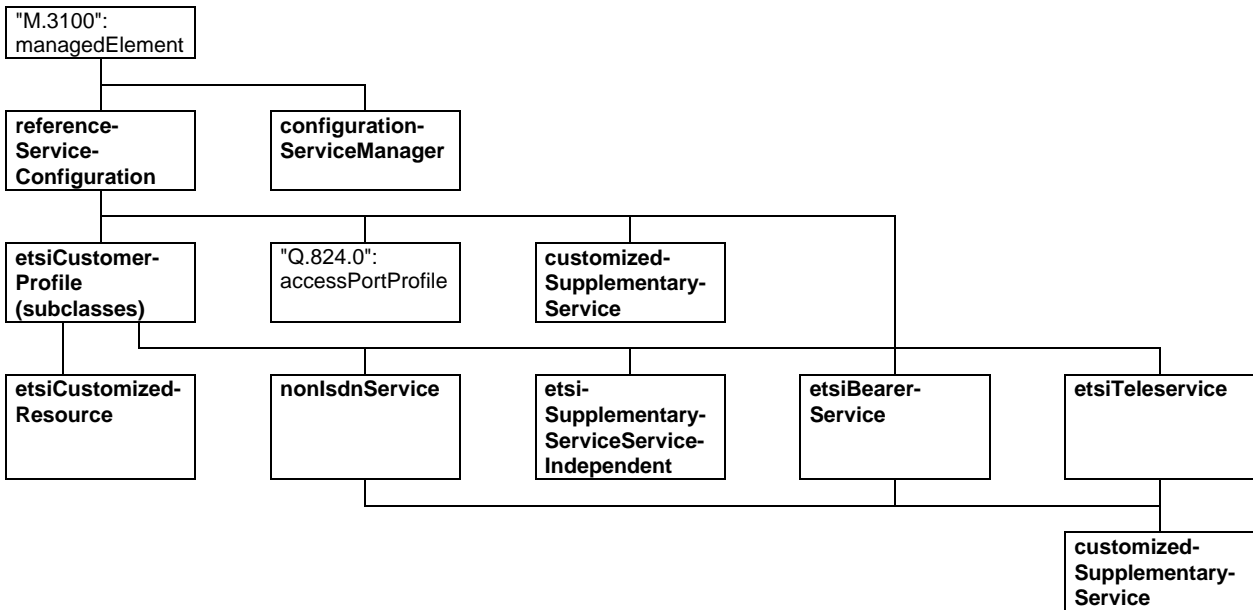 "M.3100":
managedElement
reference-
Service-
Configuration
configuration-
ServiceManager
etsiCustomer-
Profile
(subclasses)
"Q.824.0":
accessPortProfile
customized-
Supplementary-
Service
etsiCustomized-
Resource
nonIsdnService
etsi-
Supplementary-
ServiceService-
Independent
etsiBearer-
Service
etsiTeleservice
customized-
Supplementary-
Service